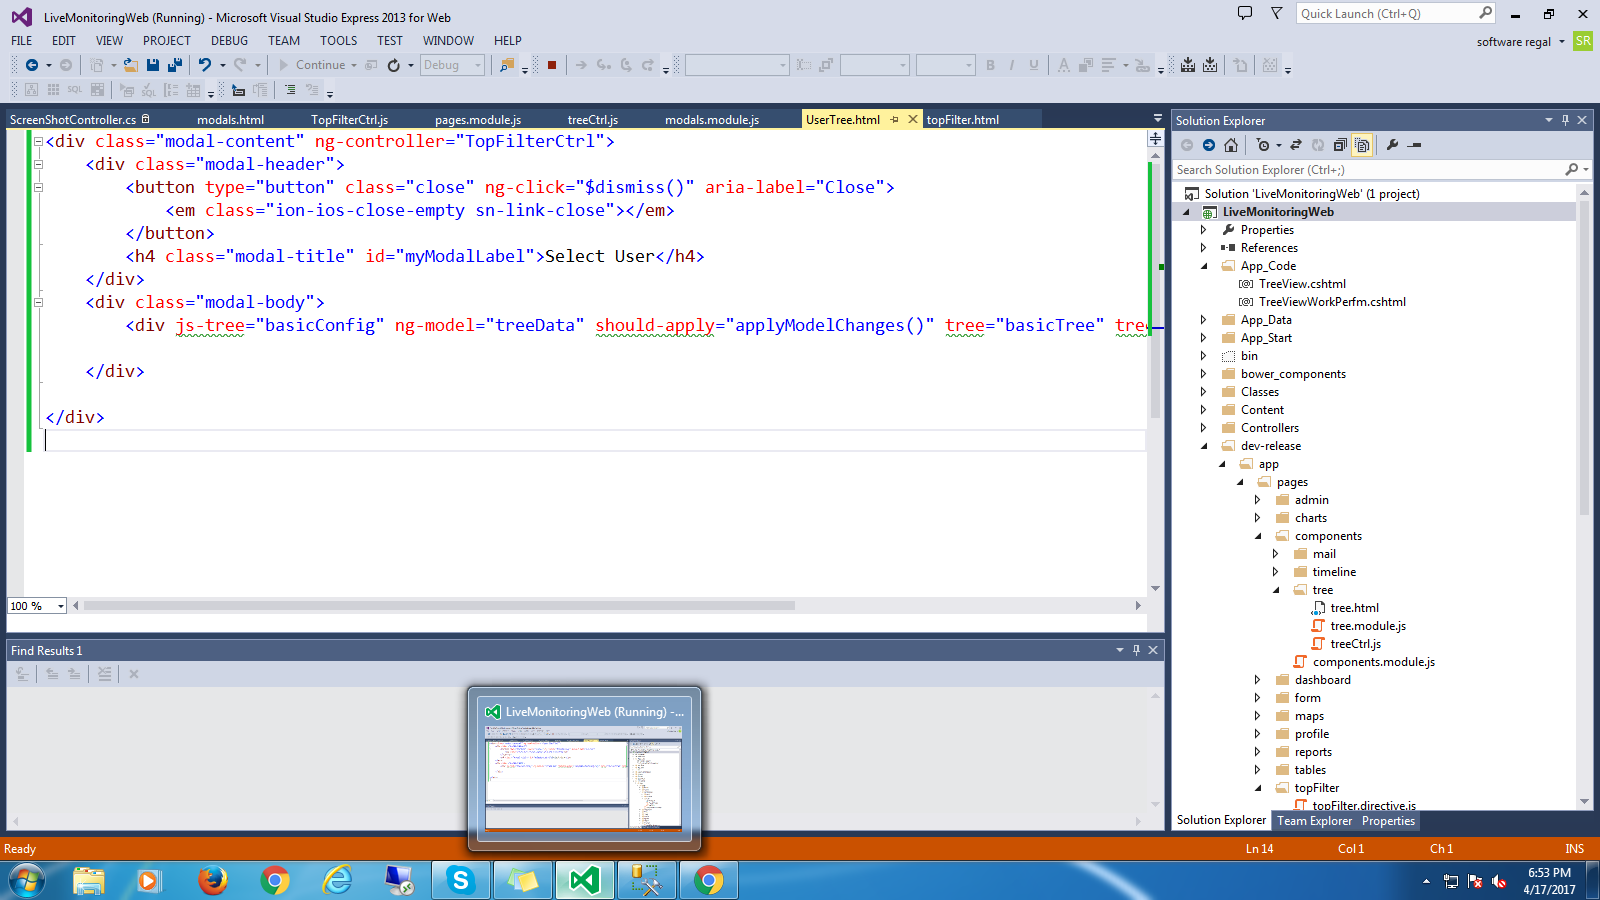 LiveMonitoringWeb (Running) - Microsoft Visual Studio Express 2013 for Web
Quick Launch (Ctrl+Q)
FILE EDIT VIEW PROJECT DEBUG TEAM TOOLS TEST WINDOW HELP
software regal SR
Continue Debug
SQL SQL
ScreenShotController.cs modals.html TopFilterCtrl.js pages.module.js treeCtrl.js modals.module.js UserTree.html topFilter.html
<div class="modal-content" ng-controller="TopFilterCtrl">
<div class="modal-header">
<button type="button" class="close" ng-click="$dismiss()" aria-label="Close">
<em class="ion-ios-close-empty sn-link-close"></em>
</button>
<h4 class="modal-title" id="myModalLabel">Select User</h4>
</div>
<div class="modal-body">
<div js-tree="basicConfig" ng-model="treeData" should-apply="applyModelChanges()" tree="basicTree" tree
</div>
</div>
100 %
Find Results 1
LiveMonitoringWeb (Running) -...
Solution Explorer
Search Solution Explorer (Ctrl+;)
Solution 'LiveMonitoringWeb' (1 project)
LiveMonitoringWeb
Properties
References
App_Code
TreeView.cshtml
TreeViewWorkPerfm.cshtml
App_Data
App_Start
bin
bower_components
Classes
Content
Controllers
dev-release
app
pages
admin
charts
components
mail
timeline
tree
tree.html
tree.module.js
treeCtrl.js
components.module.js
dashboard
form
maps
profile
reports
tables
topFilter
topFilter.directive.js
Solution Explorer Team Explorer Properties
Ready Ln 14 Col 1 Ch 1 INS
6:53 PM
4/17/2017